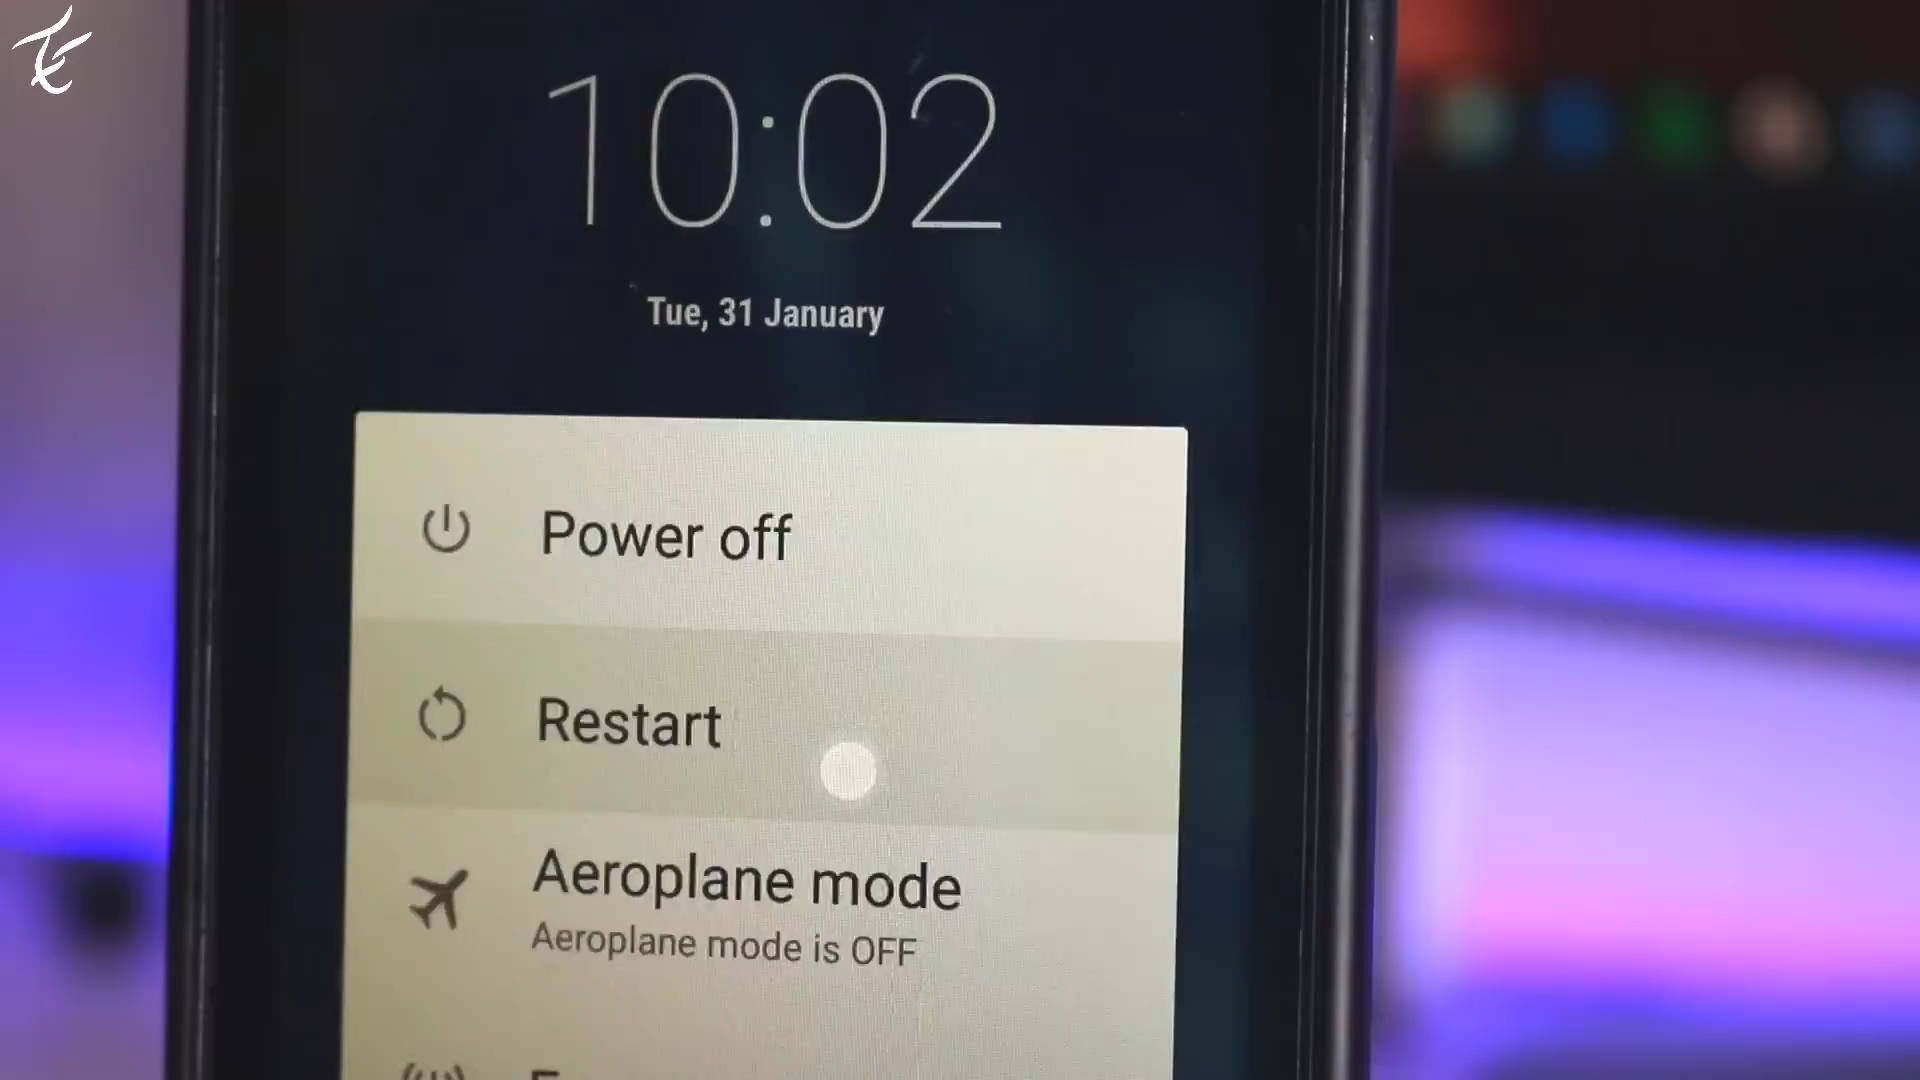 10:02
Tue, 31 January
Power off
Restart
Aeroplane mode
Aeroplane mode is OFF